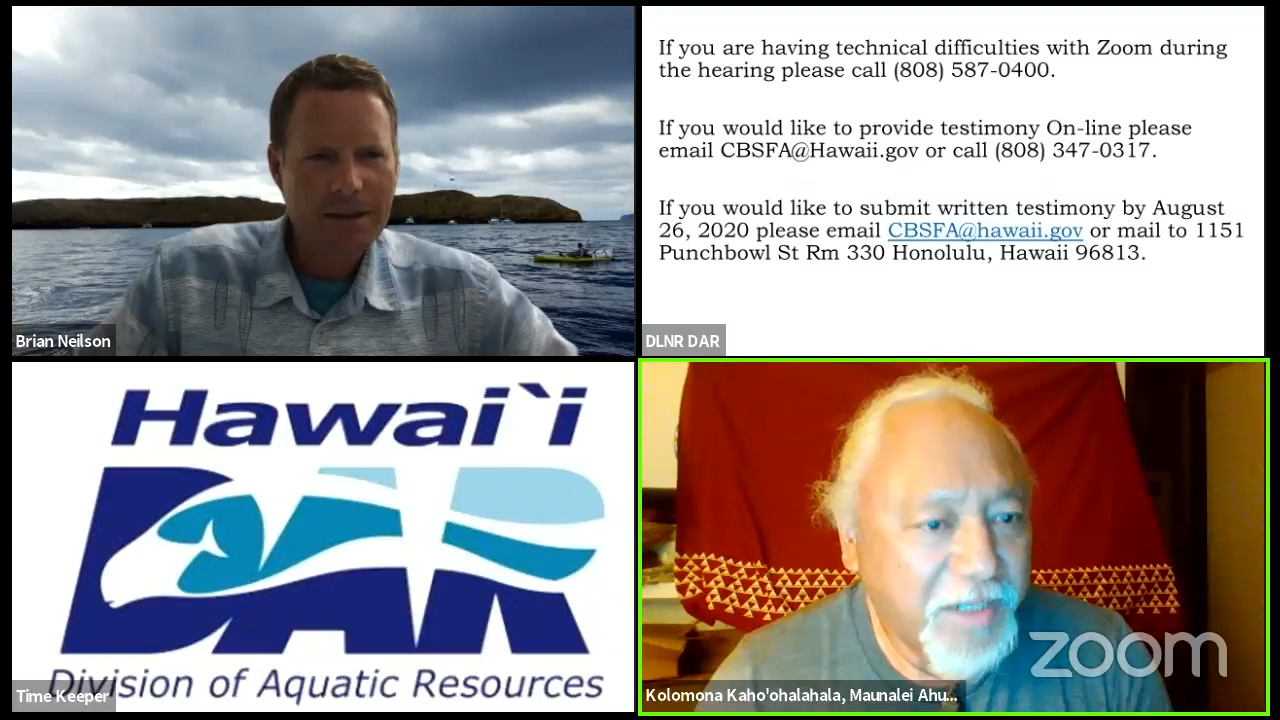 If you are having technical difficulties with Zoom during
the hearing please call (808) 587-0400.
If you would like to provide testimony On-line please
email CBSFA@Hawaii.gov or call (808) 347-0317.
If you would like to submit written testimony by August
26, 2020 please email CBSFA@hawaii.gov or mail to 1151
Punchbowl St Rm 330 Honolulu, Hawaii 96813.
Brian Neilson
DLNR DAR
Hawai`i
DAR
Division of Aquatic Resources
Time Keeper
zoom
Kolomona Kaho'ohalahala, Maunalei Ahu...